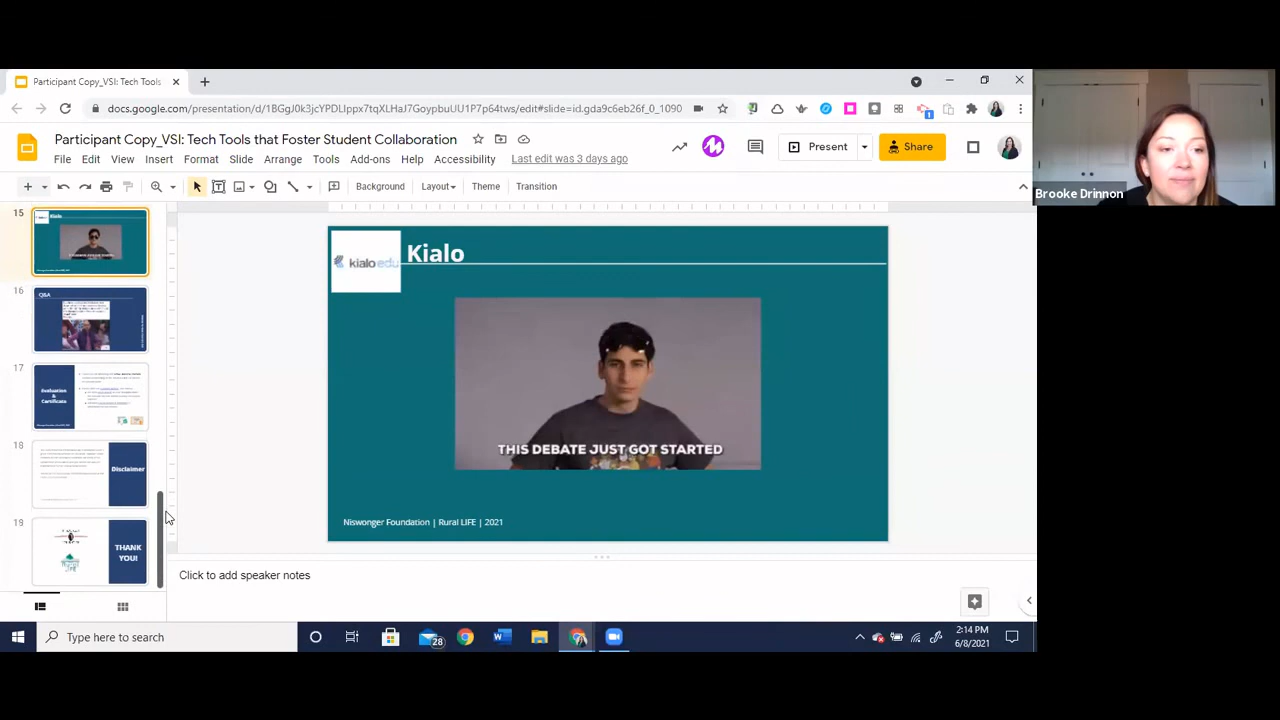 Participant Copy_VSI: Tech Tools
docs.google.com/presentation/d/1BGgJ0k3jcYPDLIppx7tqXLHaJ7GoypbuUU1P7p64tws/edit#slide=id.gda9c6eb26f_0_1090
Participant Copy_VSI: Tech Tools that Foster Student Collaboration
File Edit View Insert Format Slide Arrange Tools Add-ons Help Accessibility Last edit was 3 days ago
Present
Share
Background Layout Theme Transition
Brooke Drinnon
15
Kialo
16
Q&A
17
Evaluation
&
Certificate
18
Disclaimer
19
THANK
YOU!
kialo edu
Kialo
THIS DEBATE JUST GOT STARTED
Niswonger Foundation | Rural LIFE | 2021
Click to add speaker notes
Type here to search
28
2:14 PM
6/8/2021